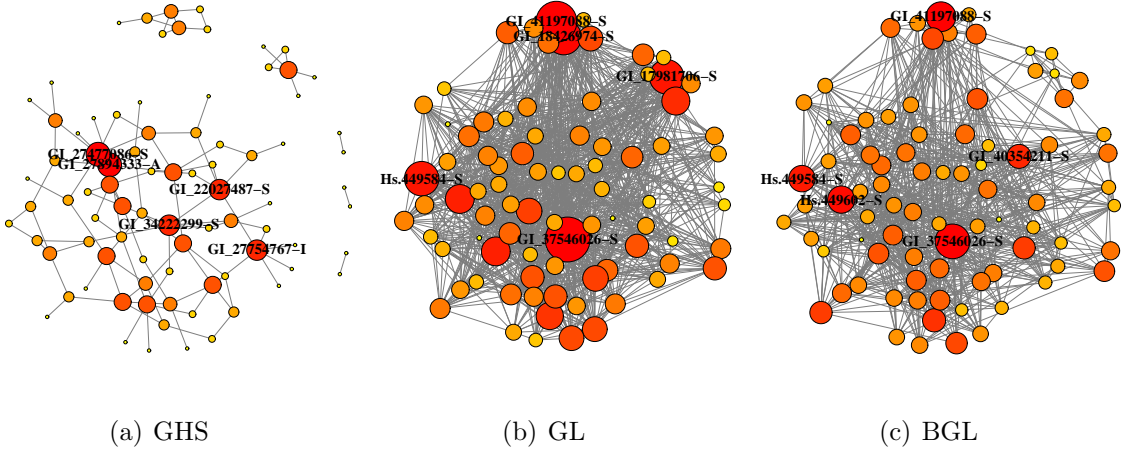 GI_27477086-S
GI_27894333-A
GI_22027487-S
GI_34222299-S
GI_27754767-I
(a) GHS
GI_41197088-S
GI_18426974-S
GI_17981706-S
Hs.449584-S
GI_37546026-S
(b) GL
GI_41197088-S
GI_40354211-S
Hs.449584-S
Hs.449602-S
GI_37546026-S
(c) BGL